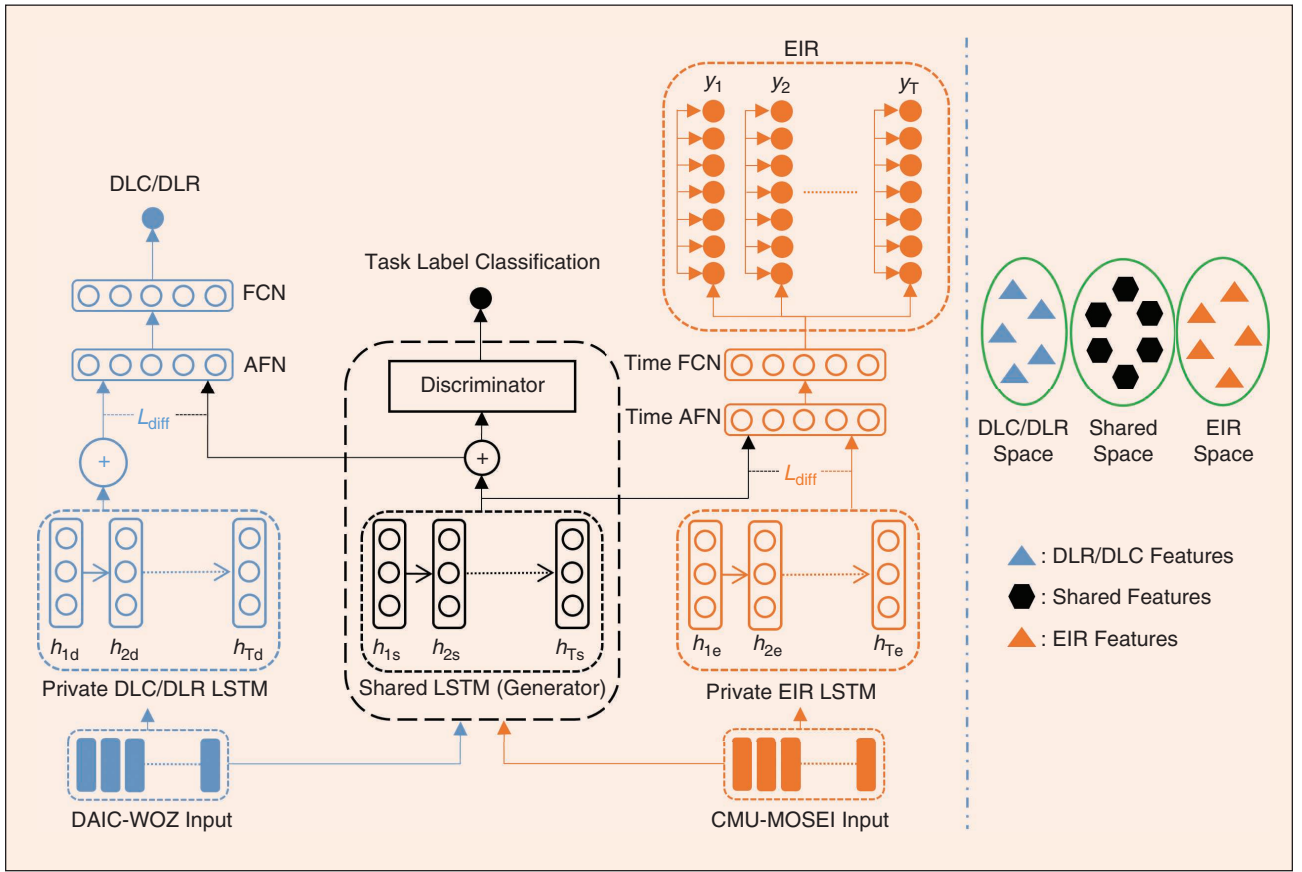 EIR
y1
y2
yT
DLC/DLR
FCN
Task Label Classification
AFN
Discriminator
Time FCN
Time AFN
Ldiff
+
+
Ldiff
h1d
h2d
hTd
h1s
h2s
hTs
h1e
h2e
hTe
Private DLC/DLR LSTM
Shared LSTM (Generator)
Private EIR LSTM
DAIC-WOZ Input
CMU-MOSEI Input
DLC/DLR
Space
Shared
Space
EIR
Space
: DLR/DLC Features
: Shared Features
: EIR Features